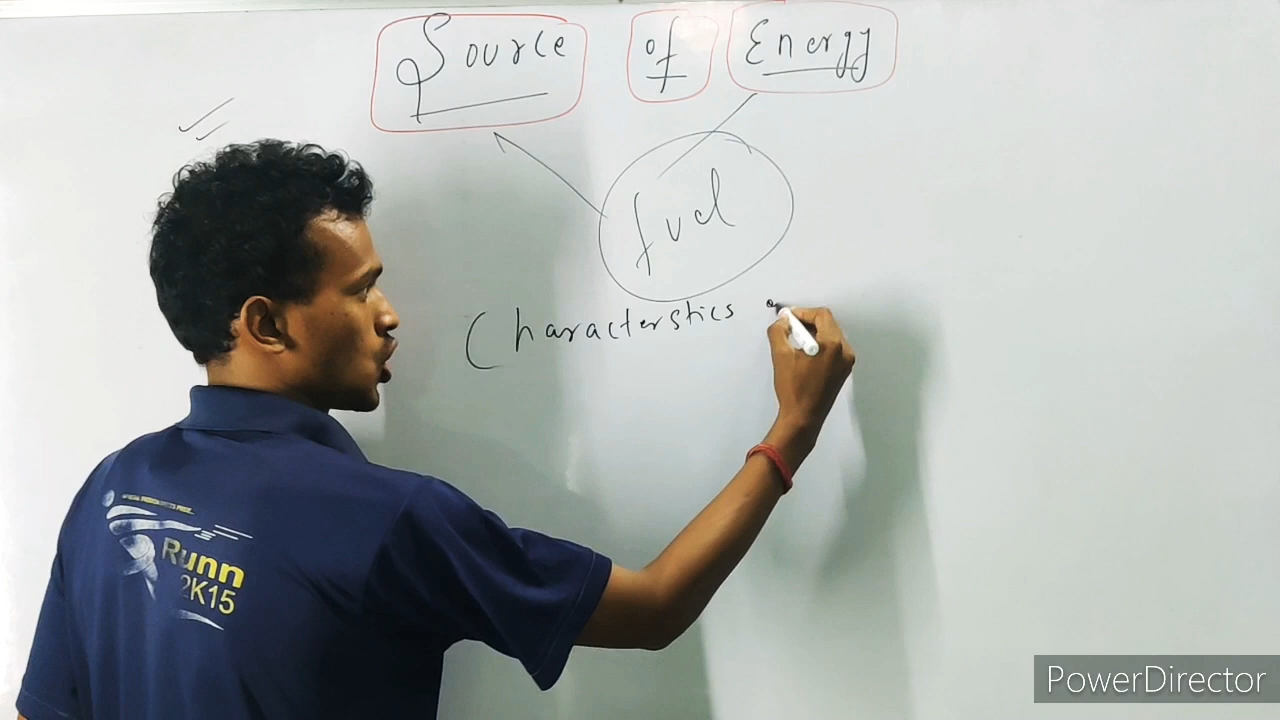 Source of Energy
fuel
Characterstics
Runn
2K15
PowerDirector